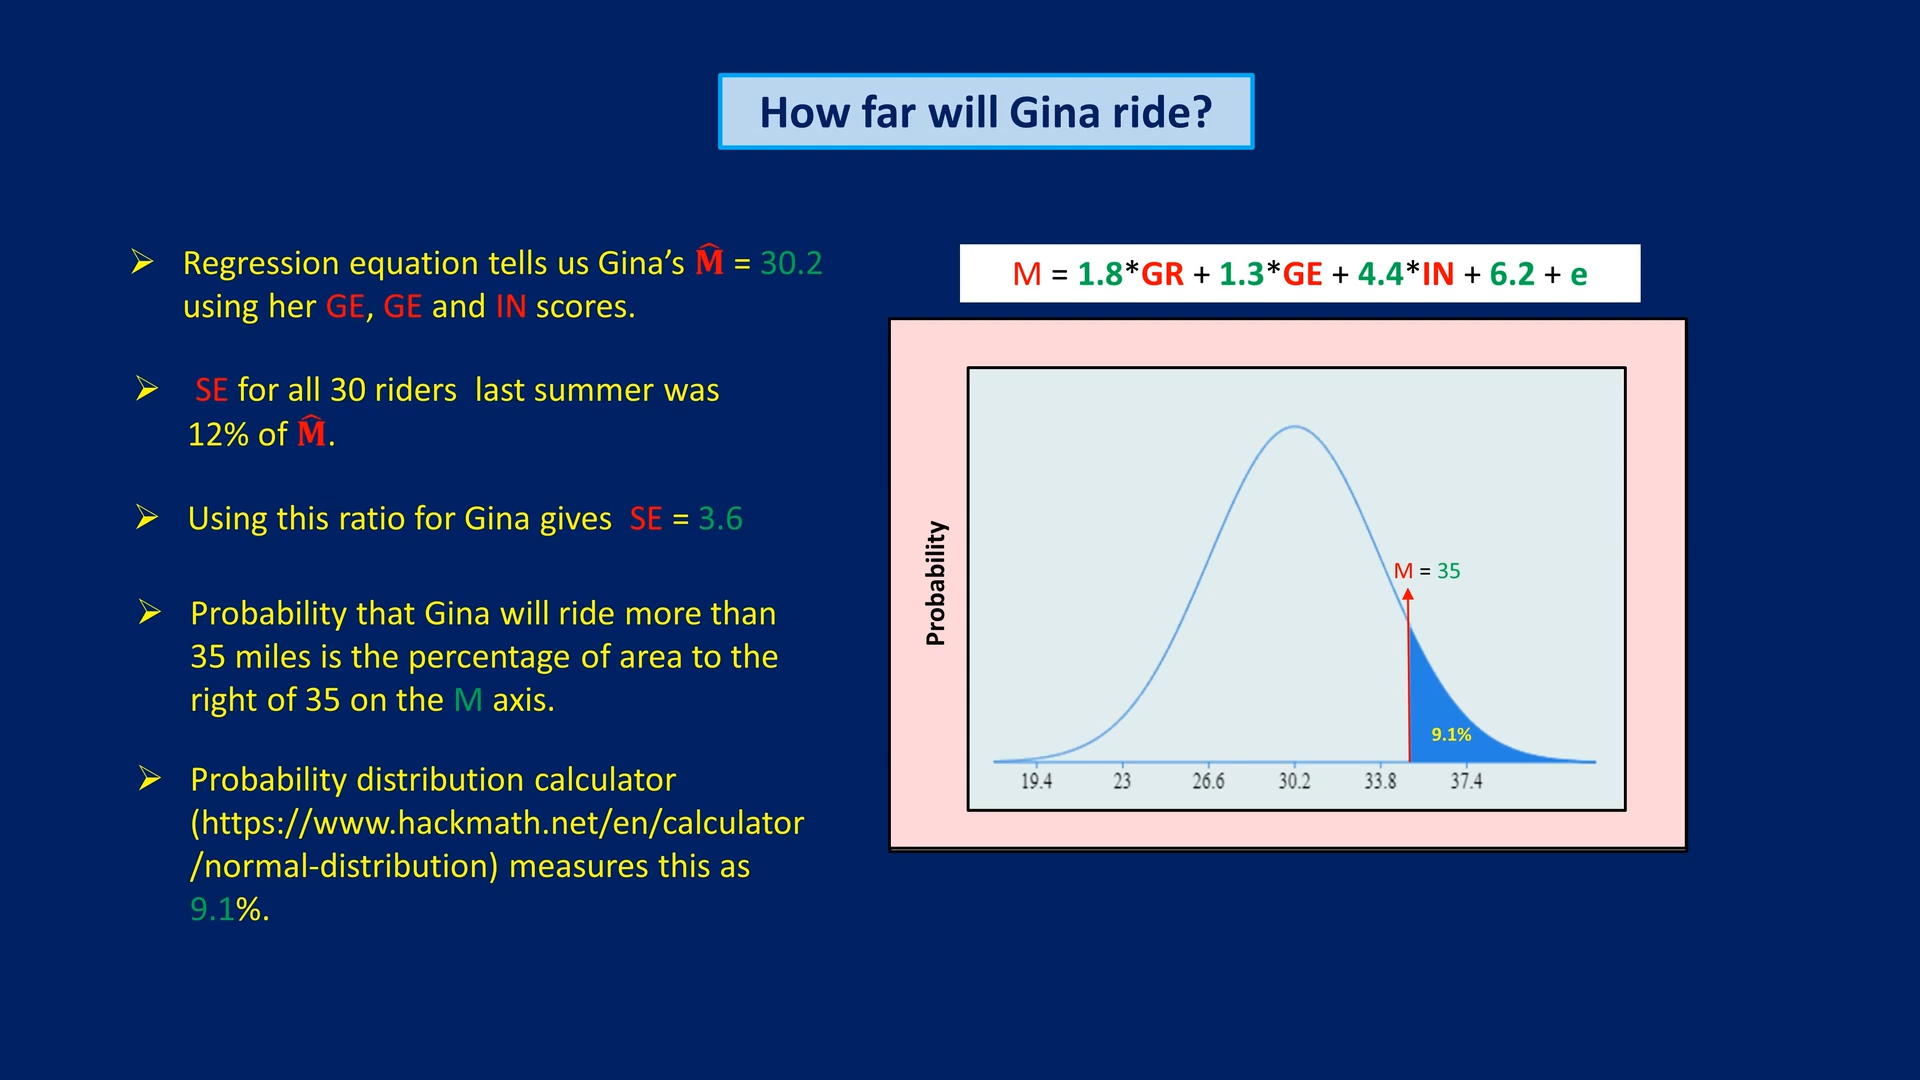 How far will Gina ride?
➢ Regression equation tells us Gina’s M̂ = 30.2
using her GE, GE and IN scores.
➢ SE for all 30 riders last summer was
12% of M̂.
➢ Using this ratio for Gina gives SE = 3.6
➢ Probability that Gina will ride more than
35 miles is the percentage of area to the
right of 35 on the M axis.
➢ Probability distribution calculator
(https://www.hackmath.net/en/calculator
/normal-distribution) measures this as
9.1%.
M = 1.8*GR + 1.3*GE + 4.4*IN + 6.2 + e
Probability
M = 35
9.1%
19.4 23 26.6 30.2 33.8 37.4